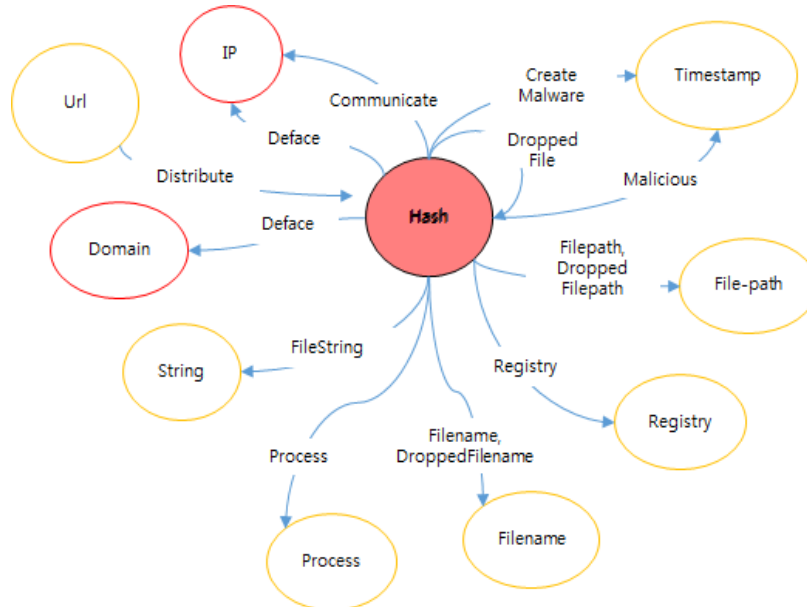 IP
Url
Communicate
Create
Malware
Timestamp
Deface
Dropped
File
Distribute
Malicious
Hash
Deface
Domain
Filepath,
Dropped
Filepath
File-path
FileString
String
Registry
Registry
Filename,
DroppedFilename
Process
Process
Filename